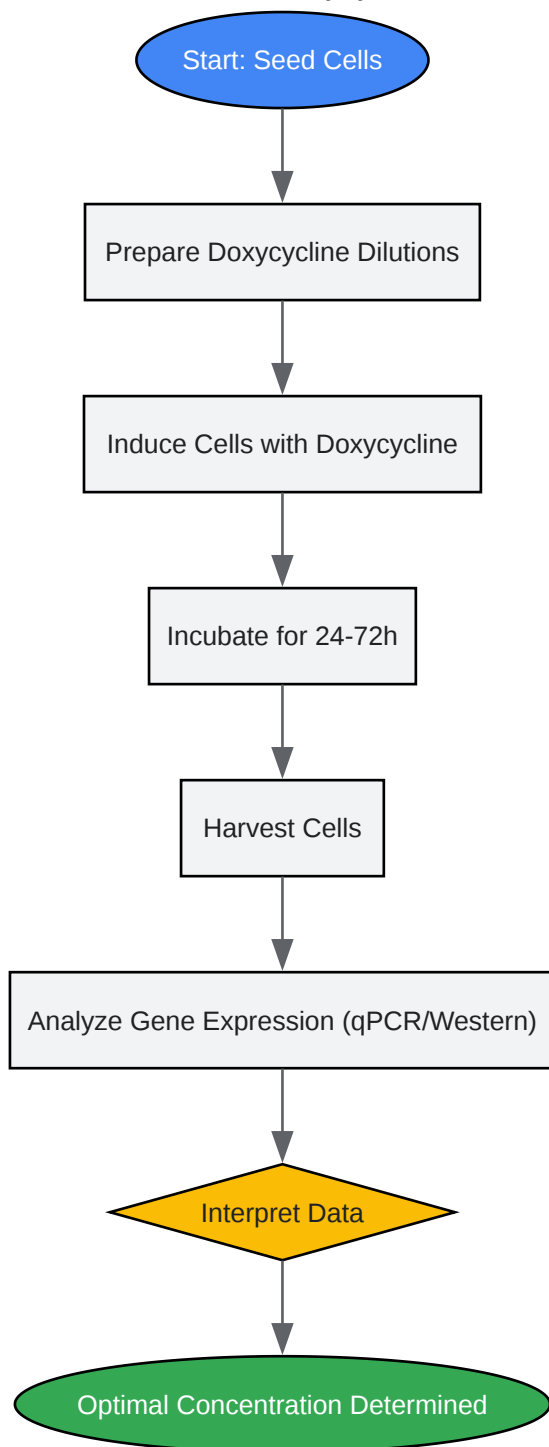 Start: Seed Cells
Prepare Doxycycline Dilutions
Induce Cells with Doxycycline
Incubate for 24-72h
Harvest Cells
Analyze Gene Expression (qPCR/Western)
Interpret Data
Optimal Concentration Determined